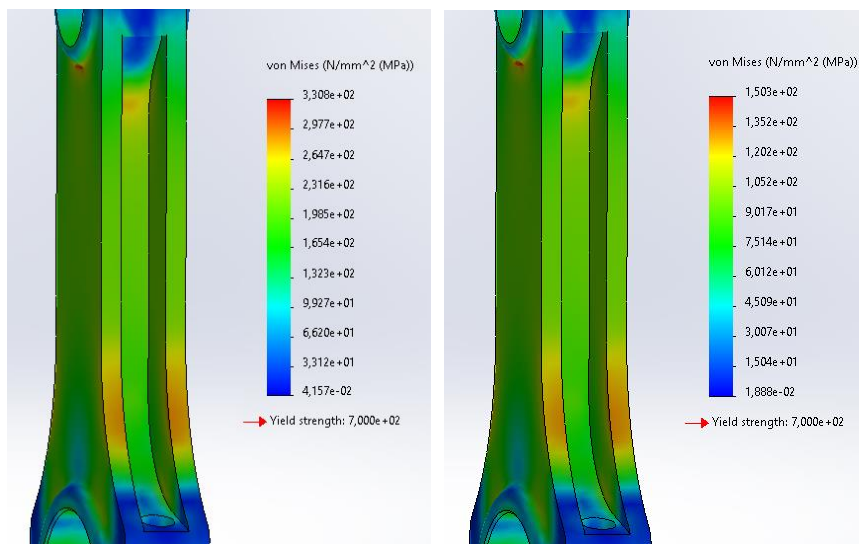 von Mises (N/mm^2 (MPa))
3,308e+02
2,977e+02
2,647e+02
2,316e+02
1,985e+02
1,654e+02
1,323e+02
9,927e+01
6,620e+01
3,312e+01
4,157e-02
Yield strength: 7,000e+02
von Mises (N/mm^2 (MPa))
1,503e+02
1,352e+02
1,202e+02
1,052e+02
9,017e+01
7,514e+01
6,012e+01
4,509e+01
3,007e+01
1,504e+01
1,888e-02
Yield strength: 7,000e+02